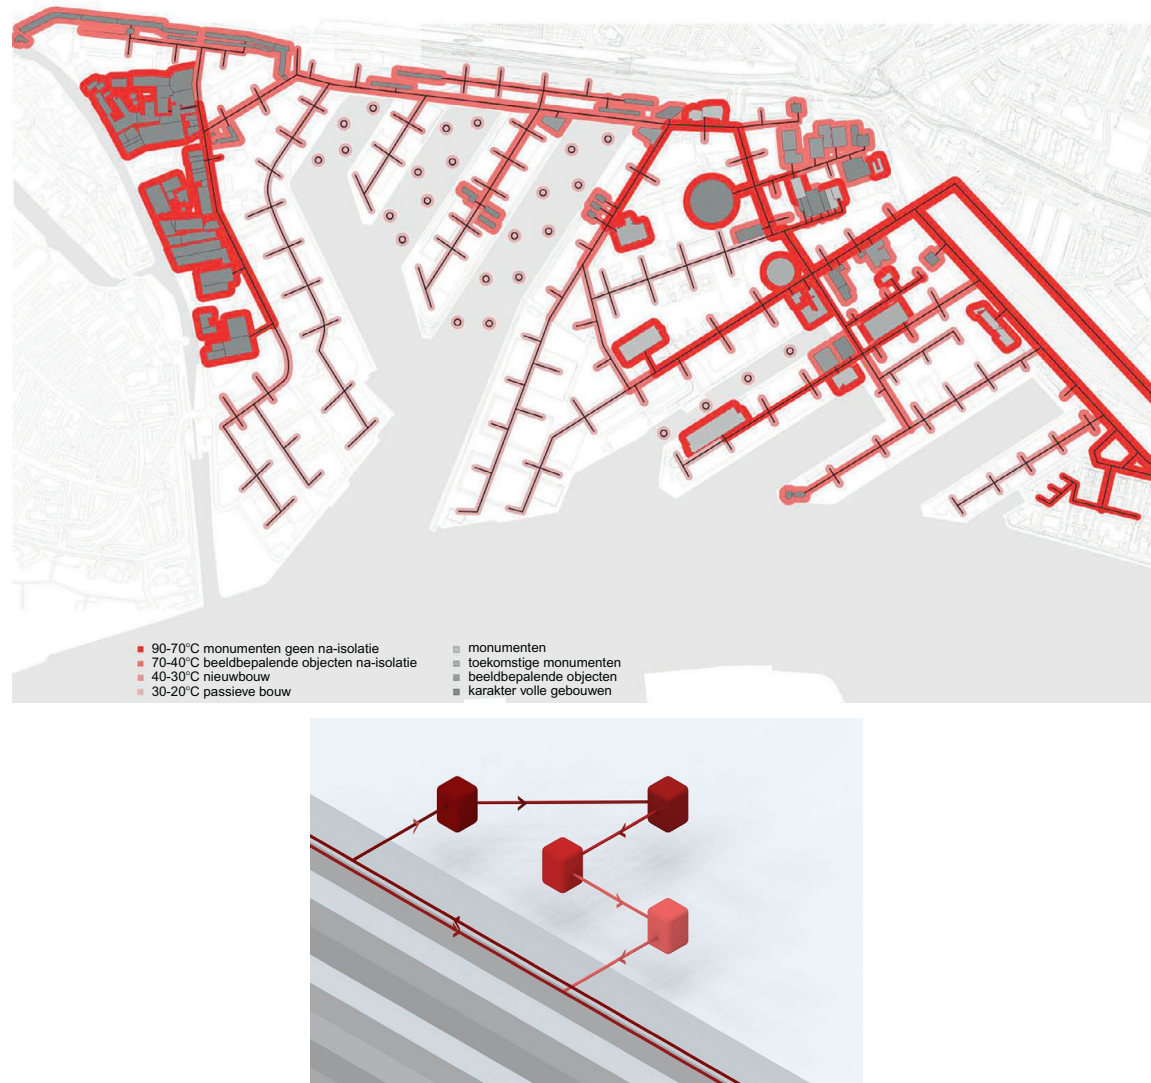 90-70°C monumenten geen na-isolatie
70-40°C beeldbepalende objecten na-isolatie
40-30°C nieuwbouw
30-20°C passieve bouw
monumenten
toekomstige monumenten
beeldbepalende objecten
karakter volle gebouwen